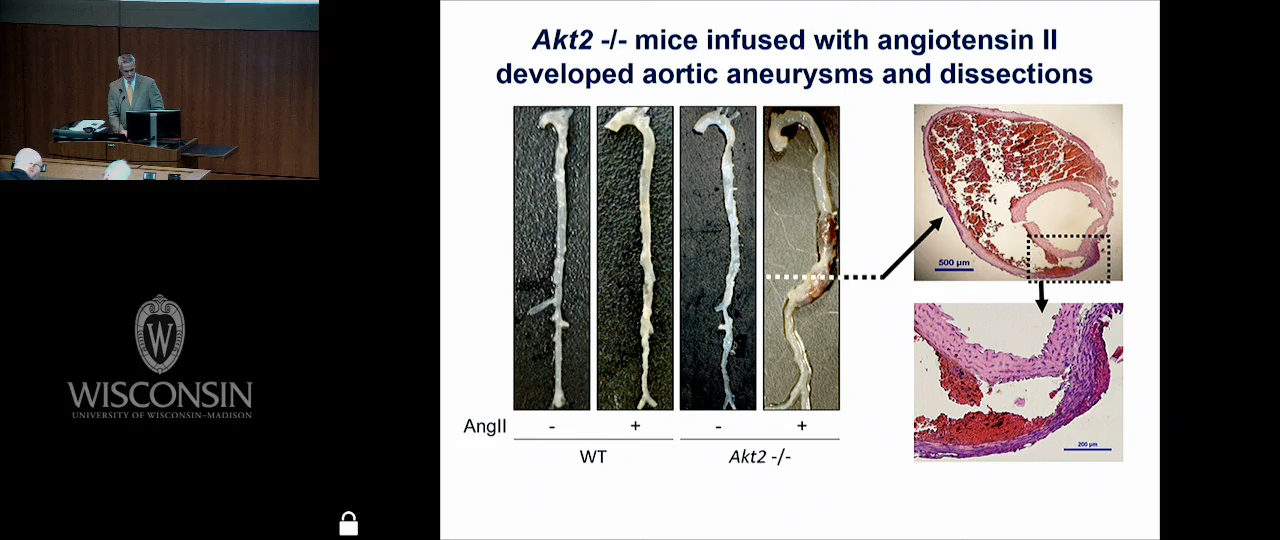 Akt2 -/- mice infused with angiotensin II
developed aortic aneurysms and dissections
500 µm
200 µm
AngII - + - +
WT Akt2 -/-
W
WISCONSIN
UNIVERSITY OF WISCONSIN–MADISON